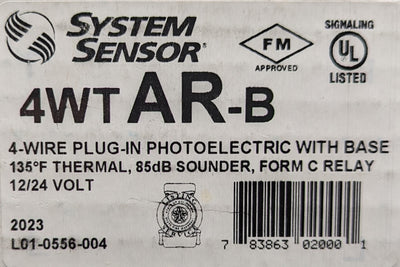 SYSTEM
SENSOR
FM
APPROVED
SIGNALING
UL
LISTED
4WTAR-B
4-WIRE PLUG-IN PHOTOELECTRIC WITH BASE
135°F THERMAL, 85dB SOUNDER, FORM C RELAY
12/24 VOLT
2023
L01-0556-004
7 83863 02000 1